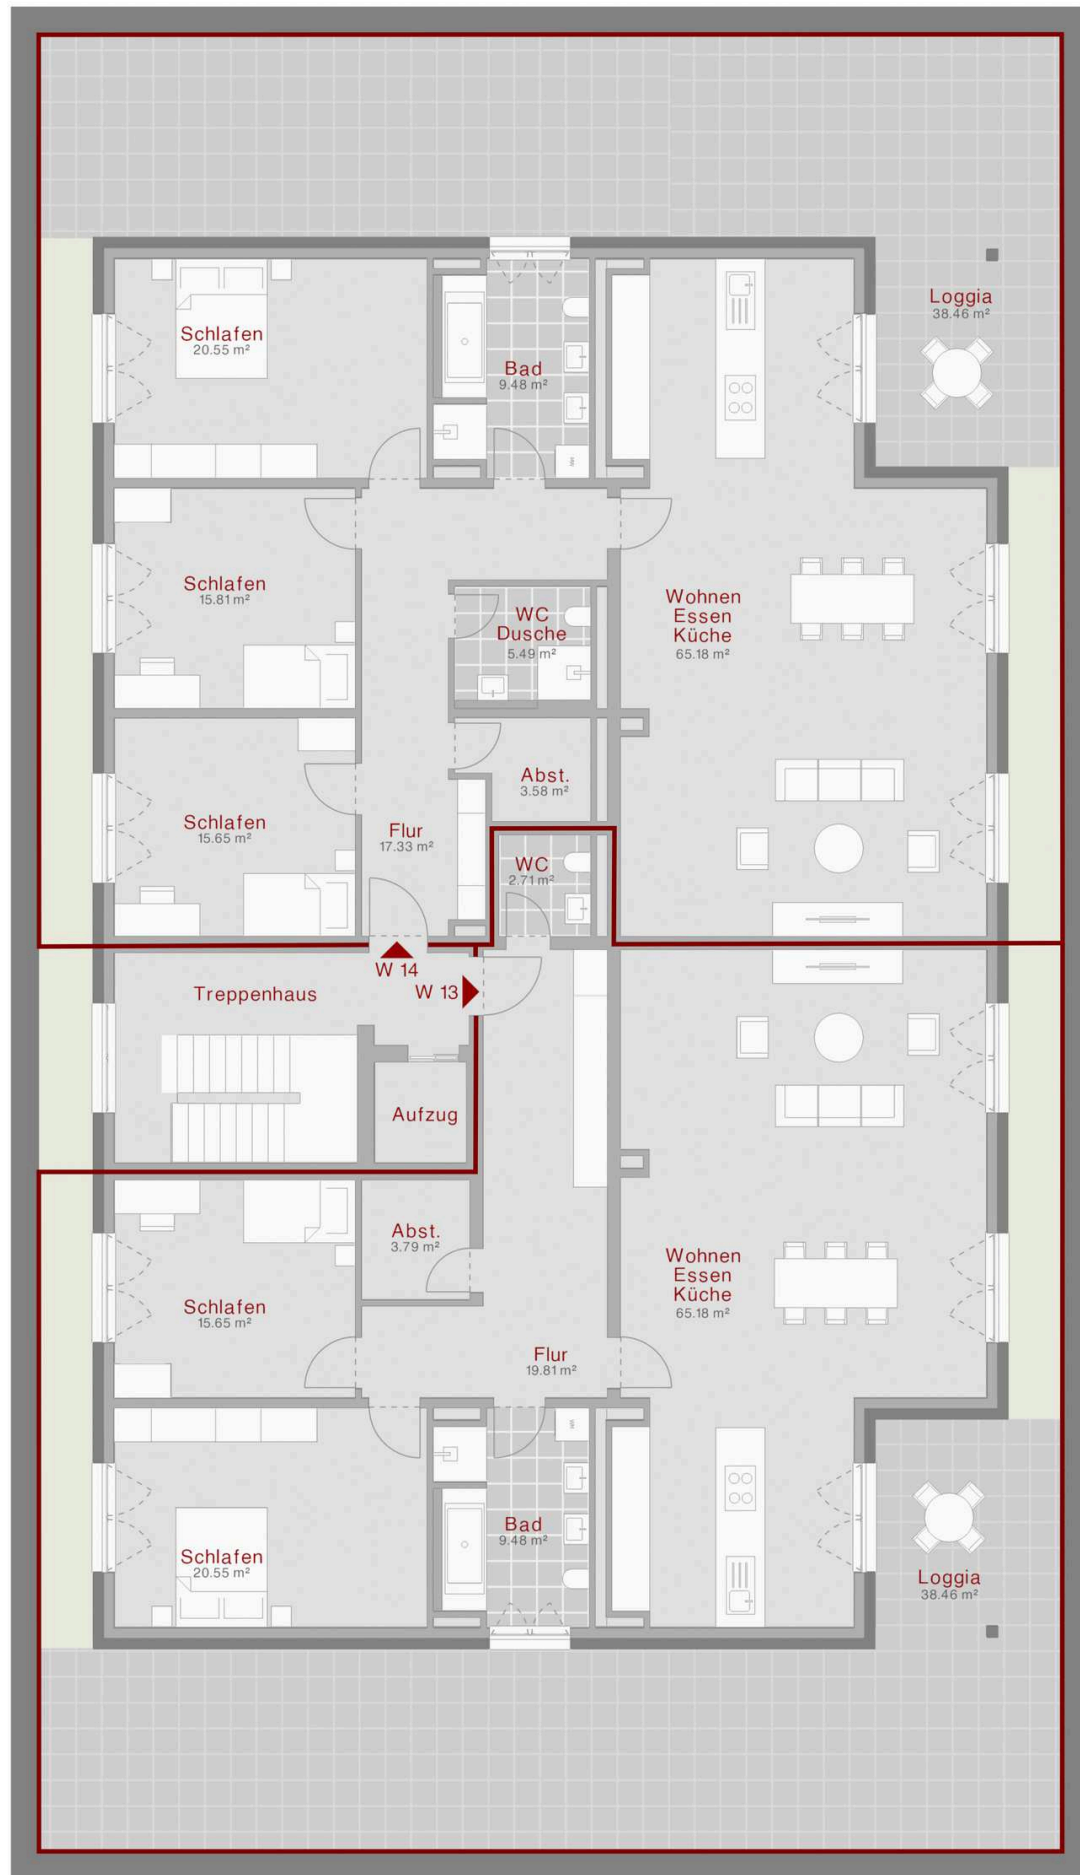 Loggia
38.46 m²
Schlafen
20.55 m²
Bad
9.48 m²
Schlafen
15.81 m²
WC
Dusche
5.49 m²
Wohnen
Essen
Küche
65.18 m²
Abst.
3.58 m²
Schlafen
15.65 m²
Flur
17.33 m²
WC
2.71 m²
W 14
W 13
Treppenhaus
Aufzug
Abst.
3.79 m²
Schlafen
15.65 m²
Wohnen
Essen
Küche
65.18 m²
Flur
19.81 m²
Bad
9.48 m²
Schlafen
20.55 m²
Loggia
38.46 m²